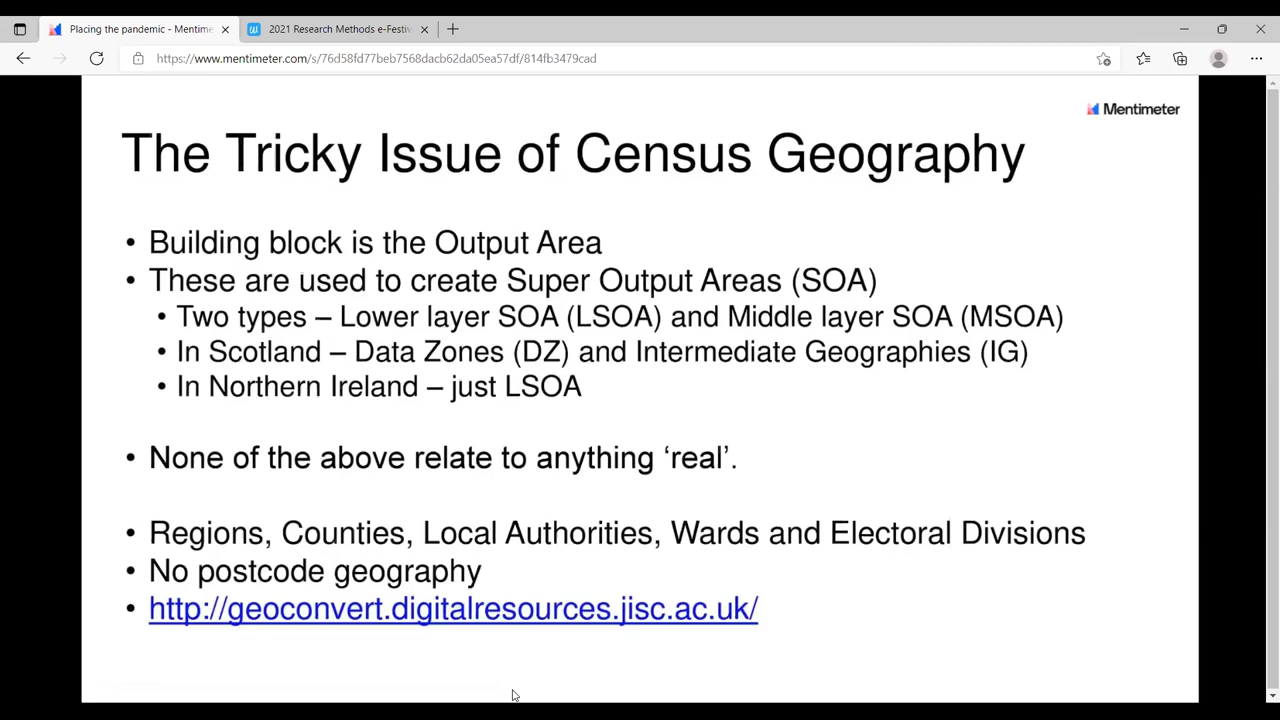 Placing the pandemic - Mentime
2021 Research Methods e-Festiv
https://www.mentimeter.com/s/76d58fd77beb7568dacb62da05ea57df/814fb3479cad
Mentimeter
The Tricky Issue of Census Geography
• Building block is the Output Area
• These are used to create Super Output Areas (SOA)
• Two types – Lower layer SOA (LSOA) and Middle layer SOA (MSOA)
• In Scotland – Data Zones (DZ) and Intermediate Geographies (IG)
• In Northern Ireland – just LSOA
• None of the above relate to anything ‘real’.
• Regions, Counties, Local Authorities, Wards and Electoral Divisions
• No postcode geography
• http://geoconvert.digitalresources.jisc.ac.uk/